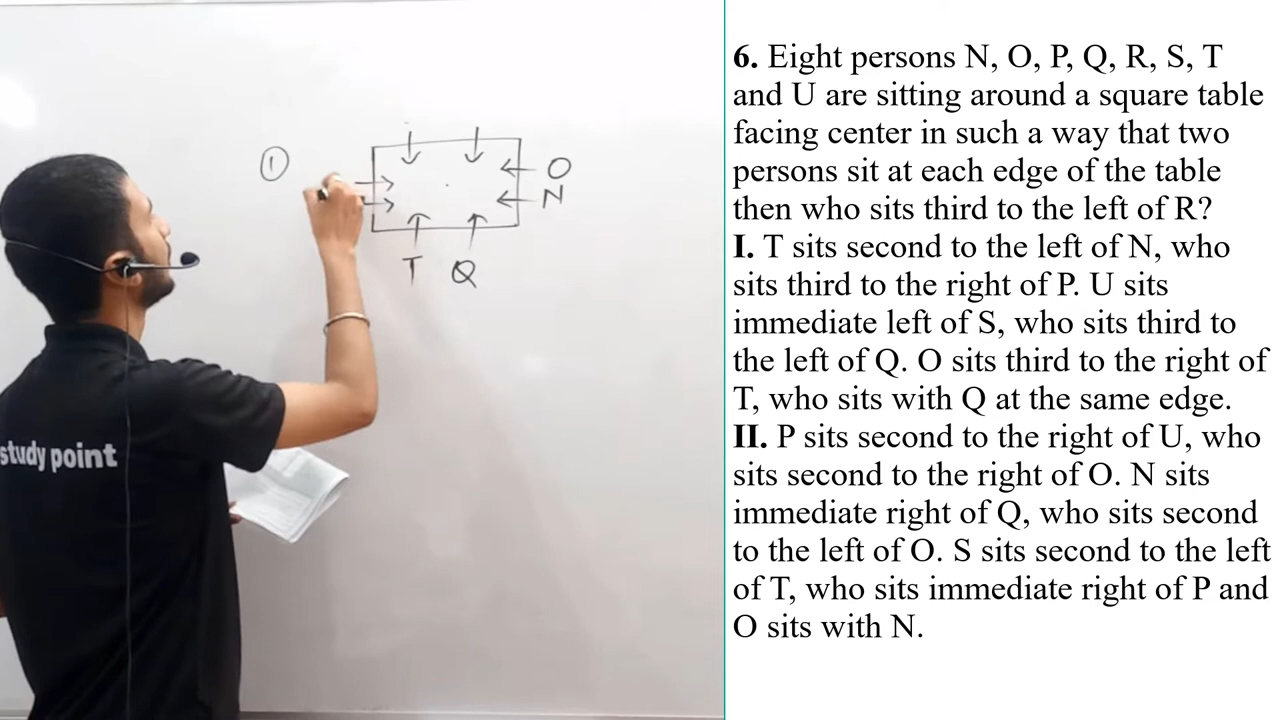 ①
O
N
T Q
study point
6. Eight persons N, O, P, Q, R, S, T
and U are sitting around a square table
facing center in such a way that two
persons sit at each edge of the table
then who sits third to the left of R?
I. T sits second to the left of N, who
sits third to the right of P. U sits
immediate left of S, who sits third to
the left of Q. O sits third to the right of
T, who sits with Q at the same edge.
II. P sits second to the right of U, who
sits second to the right of O. N sits
immediate right of Q, who sits second
to the left of O. S sits second to the left
of T, who sits immediate right of P and
O sits with N.